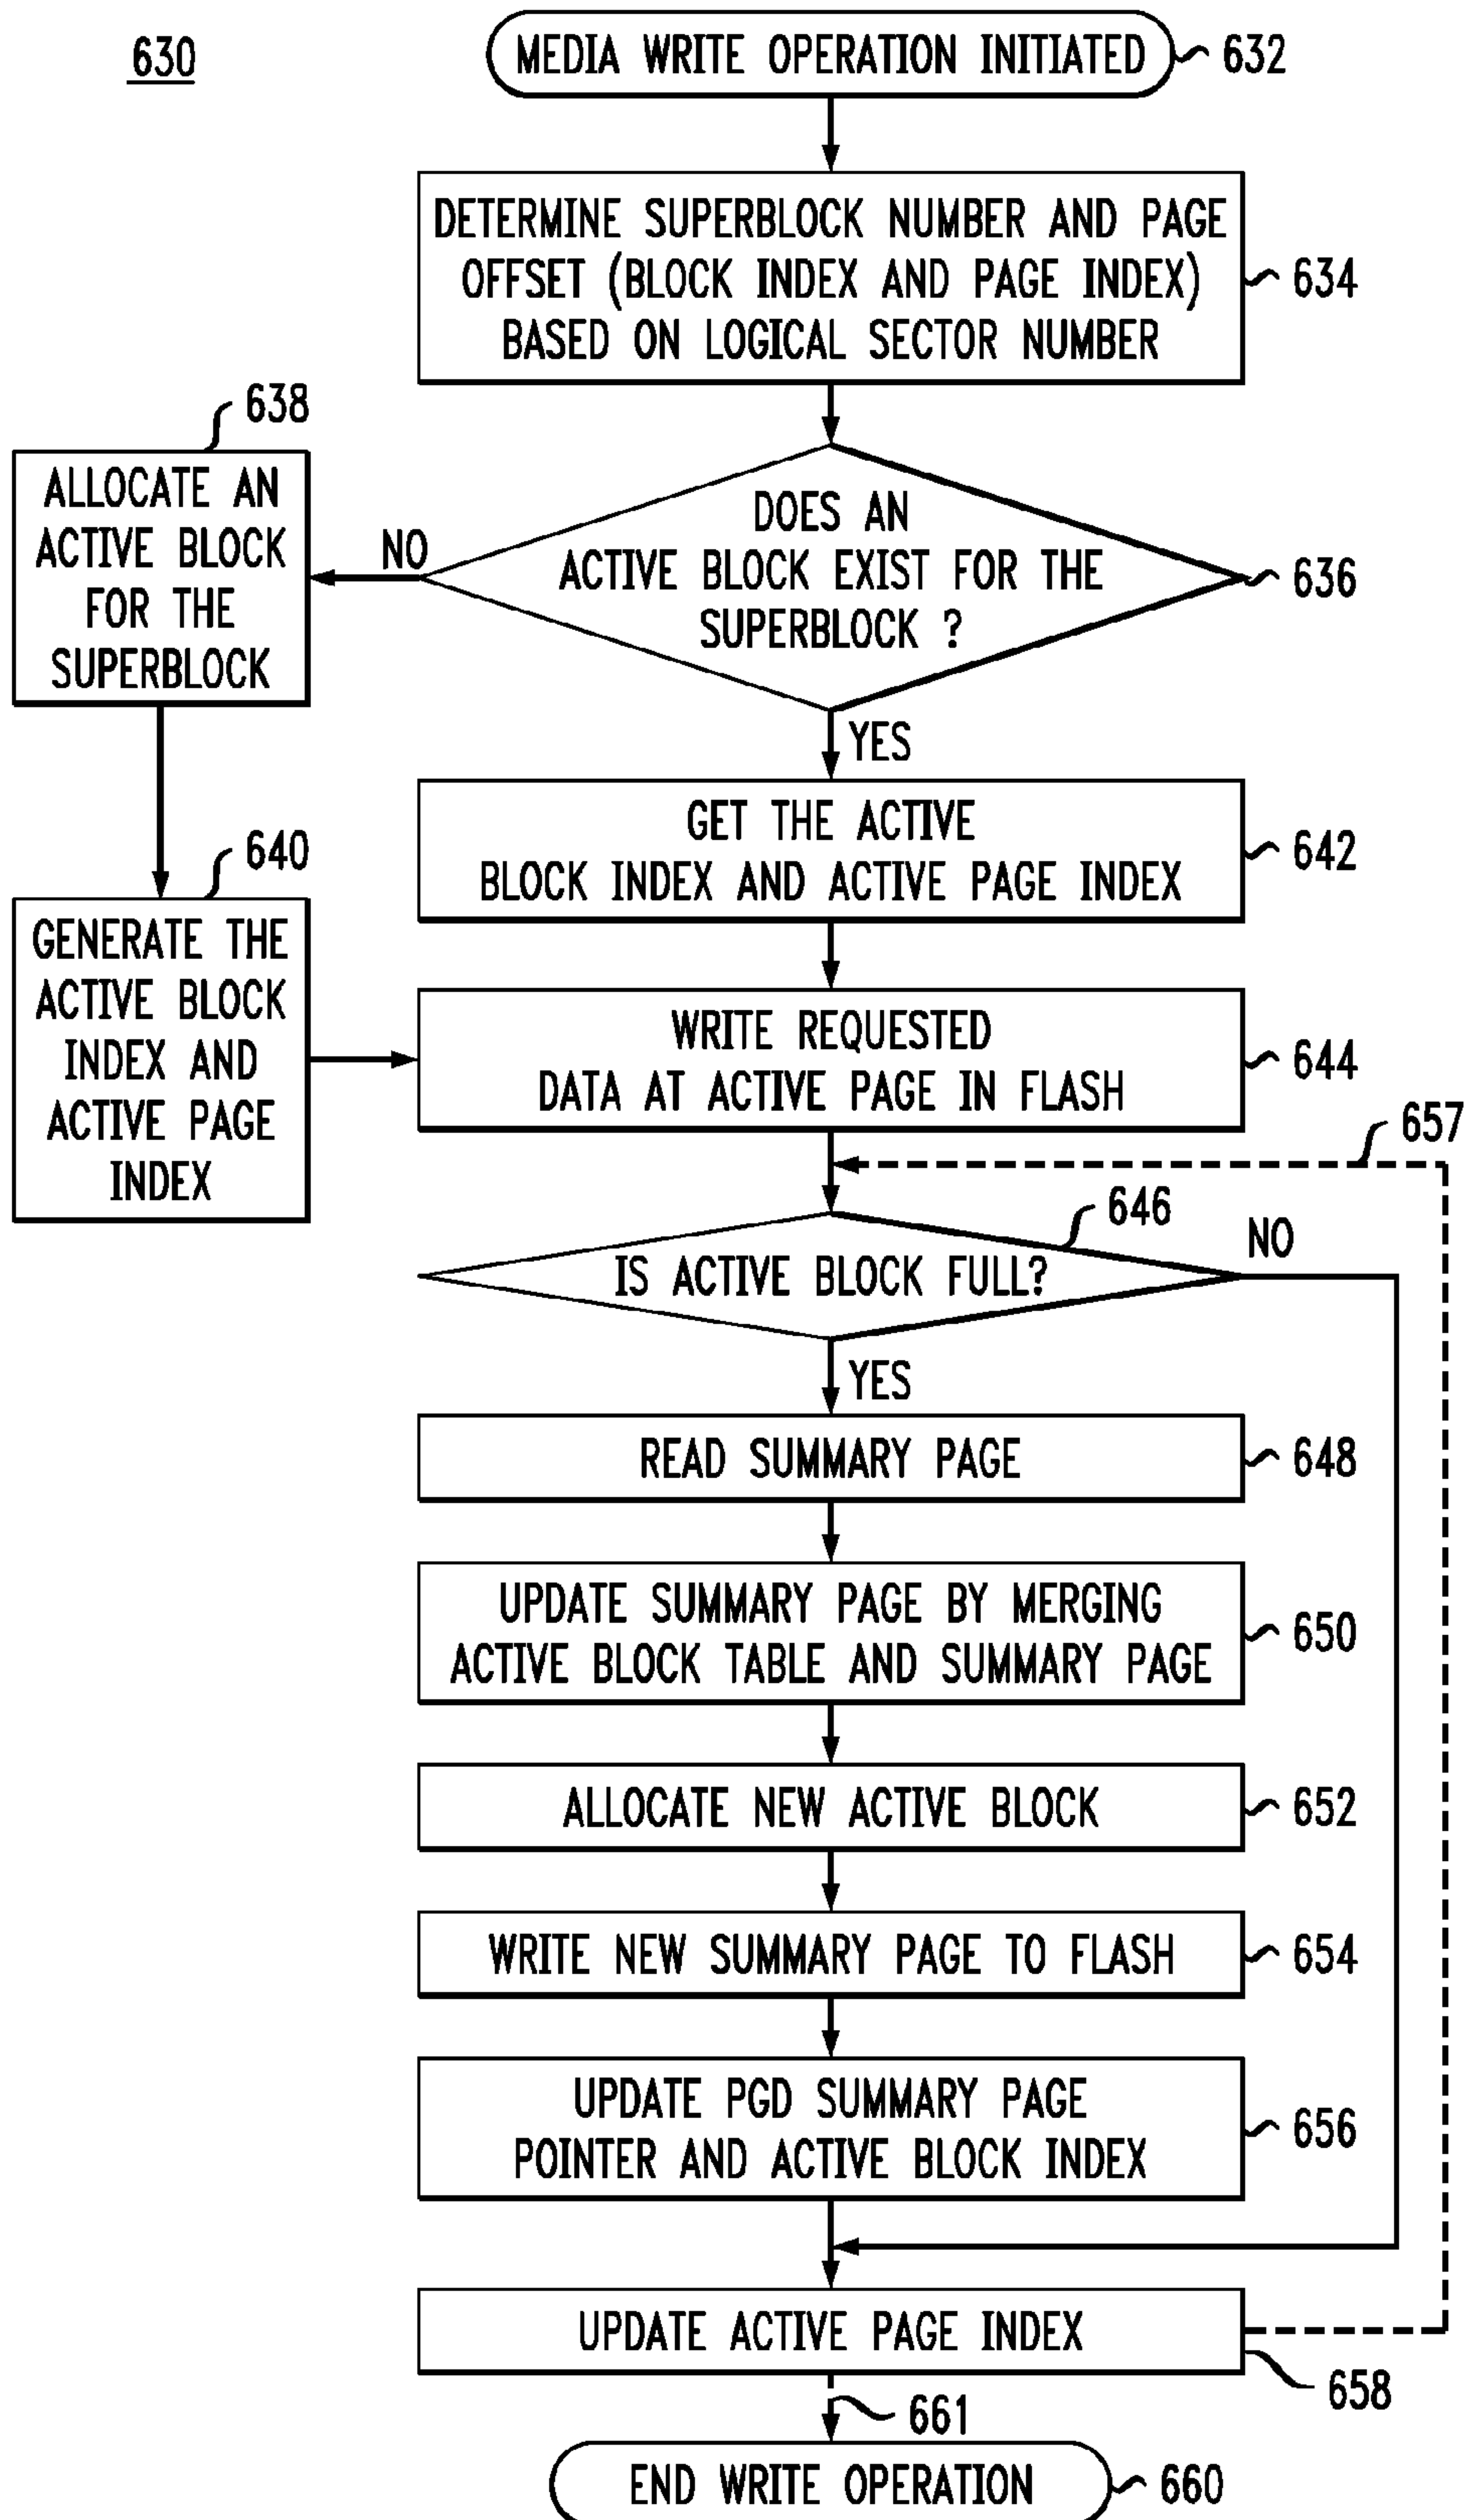 630
MEDIA WRITE OPERATION INITIATED
632
DETERMINE SUPERBLOCK NUMBER AND PAGE
OFFSET (BLOCK INDEX AND PAGE INDEX)
BASED ON LOGICAL SECTOR NUMBER
634
638
ALLOCATE AN
ACTIVE BLOCK
FOR THE
SUPERBLOCK
NO
DOES AN
ACTIVE BLOCK EXIST FOR THE
SUPERBLOCK ?
636
YES
640
GENERATE THE
ACTIVE BLOCK
INDEX AND
ACTIVE PAGE
INDEX
GET THE ACTIVE
BLOCK INDEX AND ACTIVE PAGE INDEX
642
WRITE REQUESTED
DATA AT ACTIVE PAGE IN FLASH
644
657
646
IS ACTIVE BLOCK FULL?
NO
YES
READ SUMMARY PAGE
648
UPDATE SUMMARY PAGE BY MERGING
ACTIVE BLOCK TABLE AND SUMMARY PAGE
650
ALLOCATE NEW ACTIVE BLOCK
652
WRITE NEW SUMMARY PAGE TO FLASH
654
UPDATE PGD SUMMARY PAGE
POINTER AND ACTIVE BLOCK INDEX
656
UPDATE ACTIVE PAGE INDEX
658
661
END WRITE OPERATION
660